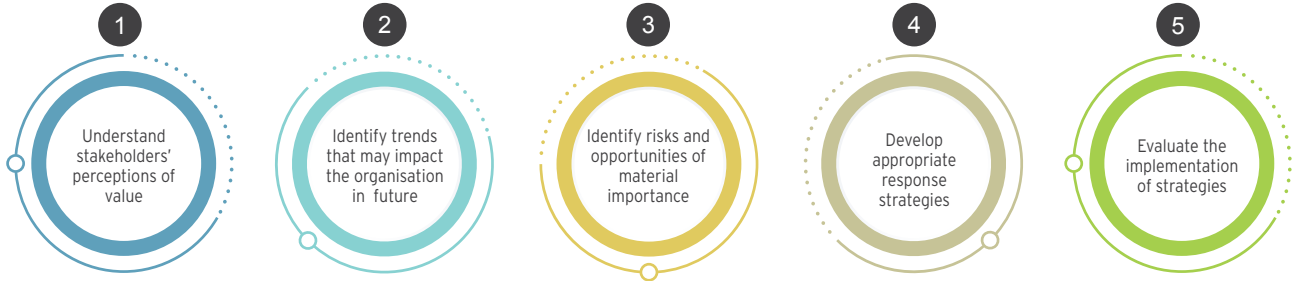 1
Understand
stakeholders'
perceptions of
value
2
Identify trends
that may impact
the organisation
in future
3
Identify risks and
opportunities of
material
importance
4
Develop
appropriate
response
strategies
5
Evaluate the
implementation
of strategies